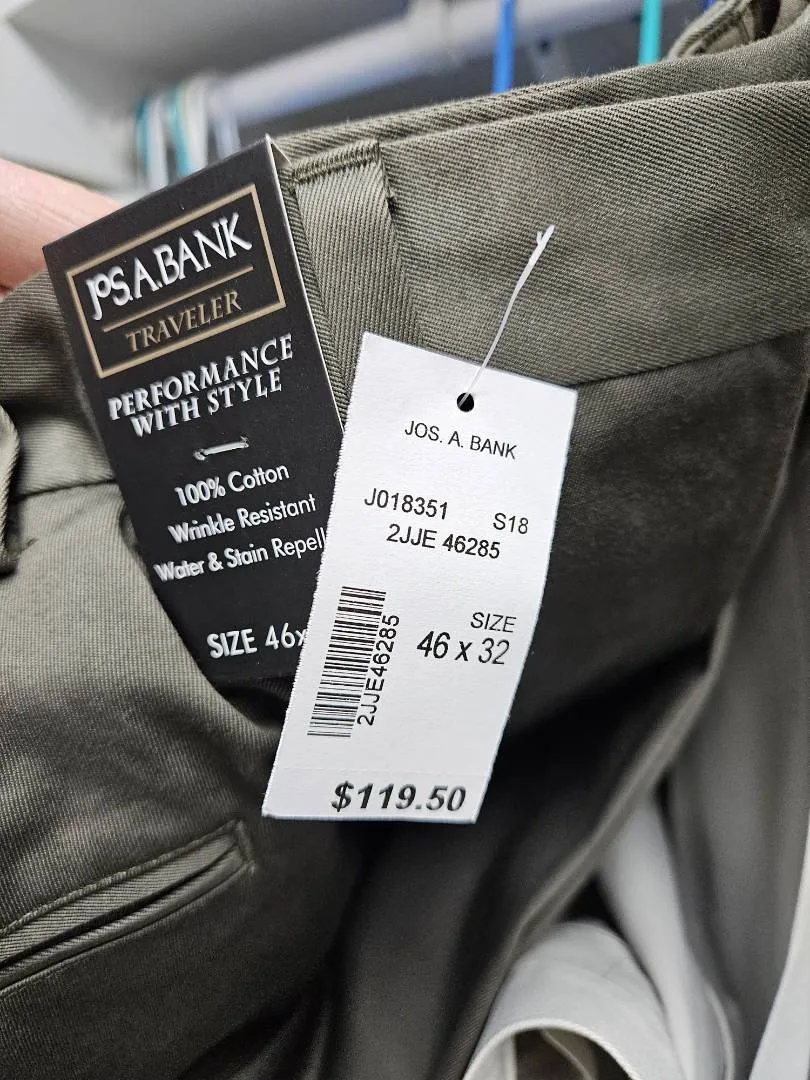 JOS.A.BANK
TRAVELER
PERFORMANCE
WITH STYLE
100% Cotton
Wrinkle Resistant
Water & Stain Repell
SIZE 46x
JOS. A. BANK
J018351 S18
2JJE 46285
SIZE
46 x 32
2JJE46285
$119.50